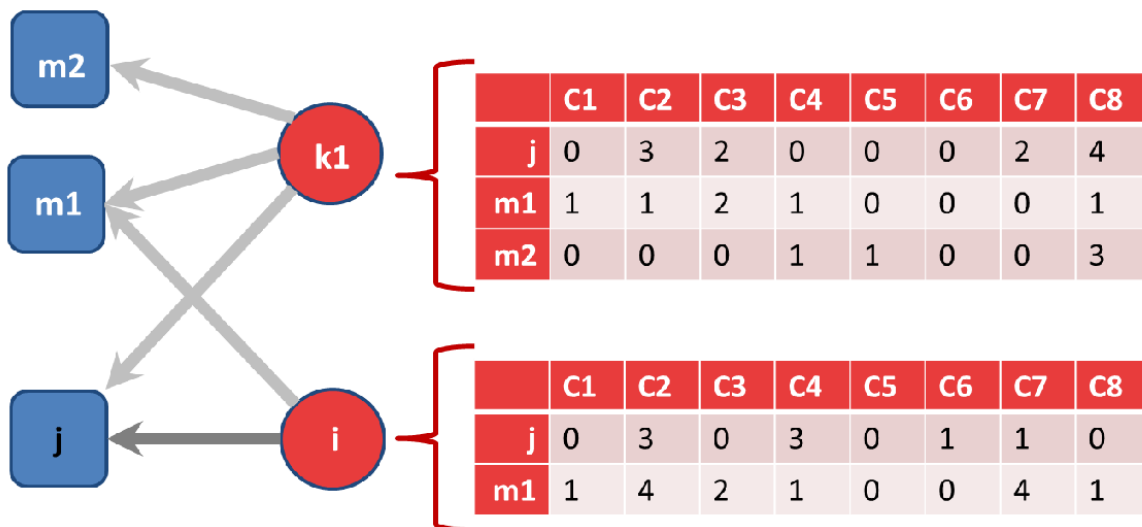 m2
m1
j
k1
i
C1 C2 C3 C4 C5 C6 C7 C8
j 0 3 2 0 0 0 2 4
m1 1 1 2 1 0 0 0 1
m2 0 0 0 1 1 0 0 3
C1 C2 C3 C4 C5 C6 C7 C8
j 0 3 0 3 0 1 1 0
m1 1 4 2 1 0 0 4 1